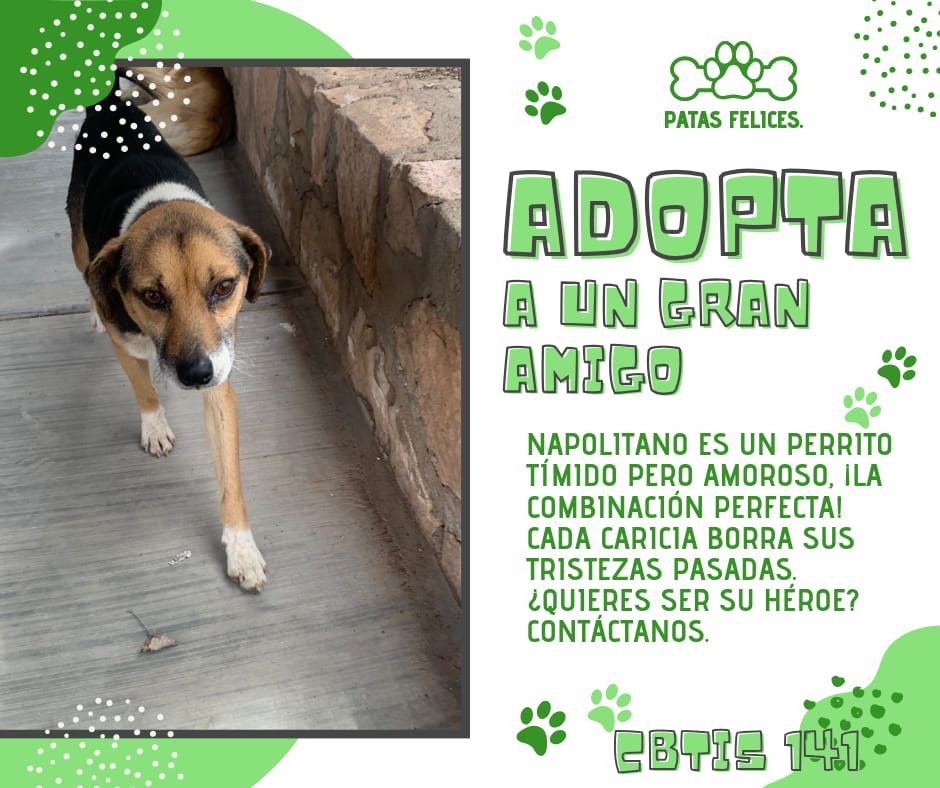 PATAS FELICES.
ADOPTA
A UN GRAN
AMIGO
NAPOLITANO ES UN PERRITO
TÍMIDO PERO AMOROSO, ¡LA
COMBINACIÓN PERFECTA!
CADA CARICIA BORRA SUS
TRISTEZAS PASADAS.
¿QUIERES SER SU HÉROE?
CONTÁCTANOS.
CBTIS 141